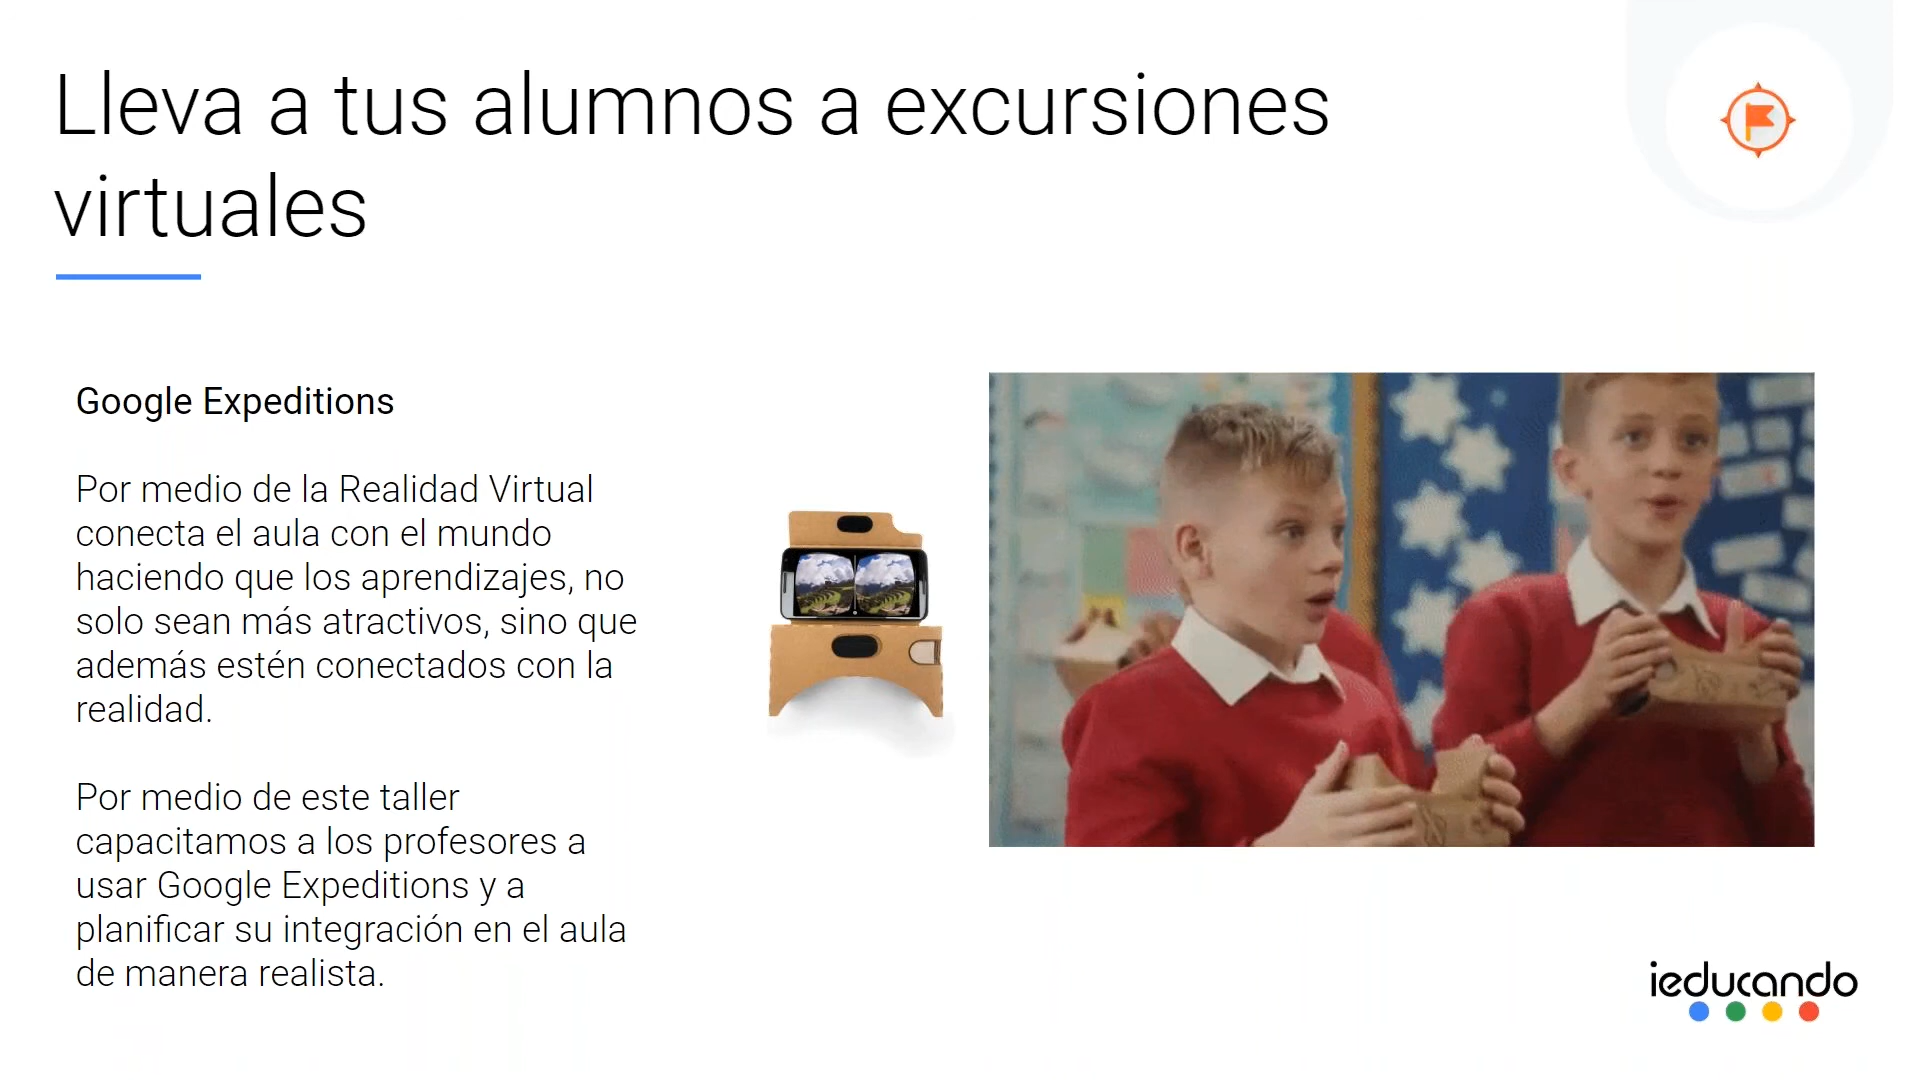 Lleva a tus alumnos a excursiones
virtuales
Google Expeditions
Por medio de la Realidad Virtual
conecta el aula con el mundo
haciendo que los aprendizajes, no
solo sean más atractivos, sino que
además estén conectados con la
realidad.
Por medio de este taller
capacitamos a los profesores a
usar Google Expeditions y a
planificar su integración en el aula
de manera realista.
ieducando